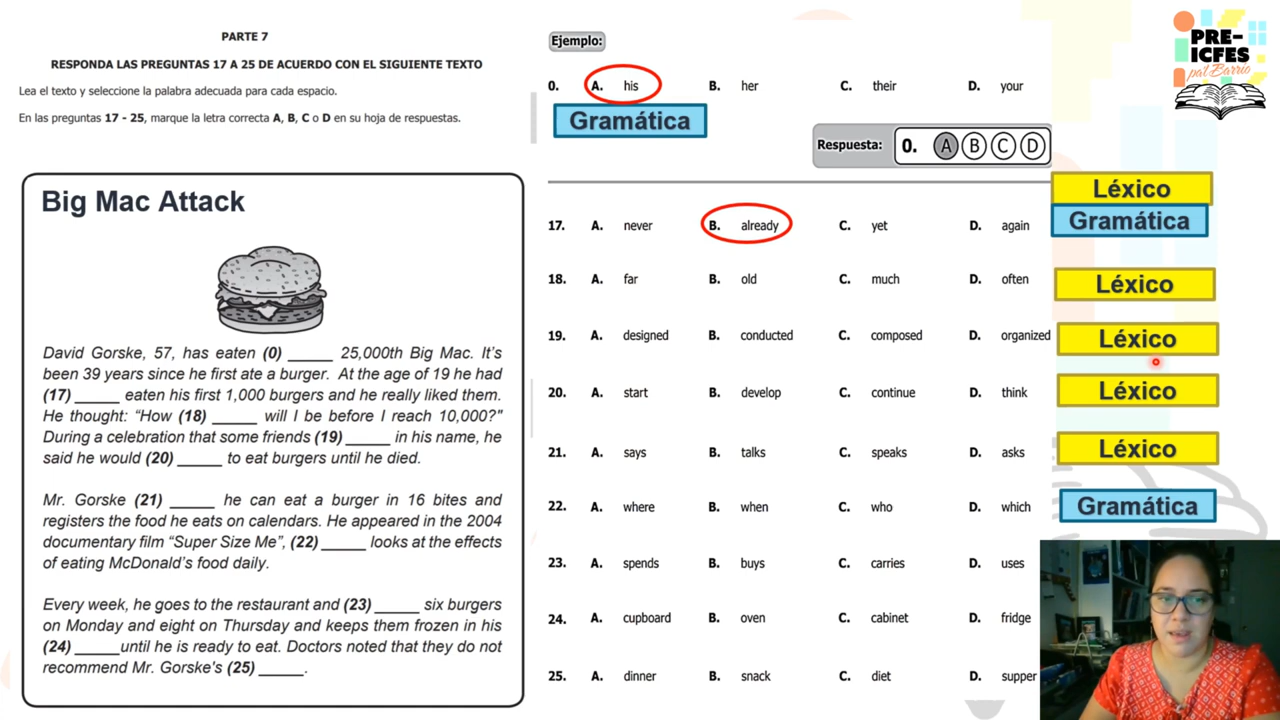 PARTE 7
RESPONDA LAS PREGUNTAS 17 A 25 DE ACUERDO CON EL SIGUIENTE TEXTO
Lea el texto y seleccione la palabra adecuada para cada espacio.
En las preguntas 17 - 25, marque la letra correcta A, B, C o D en su hoja de respuestas.
Big Mac Attack
David Gorske, 57, has eaten (0) _____ 25,000th Big Mac. It's
been 39 years since he first ate a burger. At the age of 19 he had
(17) _____ eaten his first 1,000 burgers and he really liked them.
He thought: "How (18) _____ will I be before I reach 10,000?"
During a celebration that some friends (19) _____ in his name, he
said he would (20) _____ to eat burgers until he died.
Mr. Gorske (21) _____ he can eat a burger in 16 bites and
registers the food he eats on calendars. He appeared in the 2004
documentary film "Super Size Me", (22) _____ looks at the effects
of eating McDonald's food daily.
Every week, he goes to the restaurant and (23) _____ six burgers
on Monday and eight on Thursday and keeps them frozen in his
(24) _____until he is ready to eat. Doctors noted that they do not
recommend Mr. Gorske's (25) _____.
Ejemplo:
0. A. his B. her C. their D. your
Gramática
Respuesta: 0. A B C D
Léxico
17. A. never B. already C. yet D. again Gramática
18. A. far B. old C. much D. often Léxico
19. A. designed B. conducted C. composed D. organized Léxico
20. A. start B. develop C. continue D. think Léxico
21. A. says B. talks C. speaks D. asks Léxico
22. A. where B. when C. who D. which Gramática
23. A. spends B. buys C. carries D. uses
24. A. cupboard B. oven C. cabinet D. fridge
25. A. dinner B. snack C. diet D. supper
PRE-
ICFES
pa'l Barrio